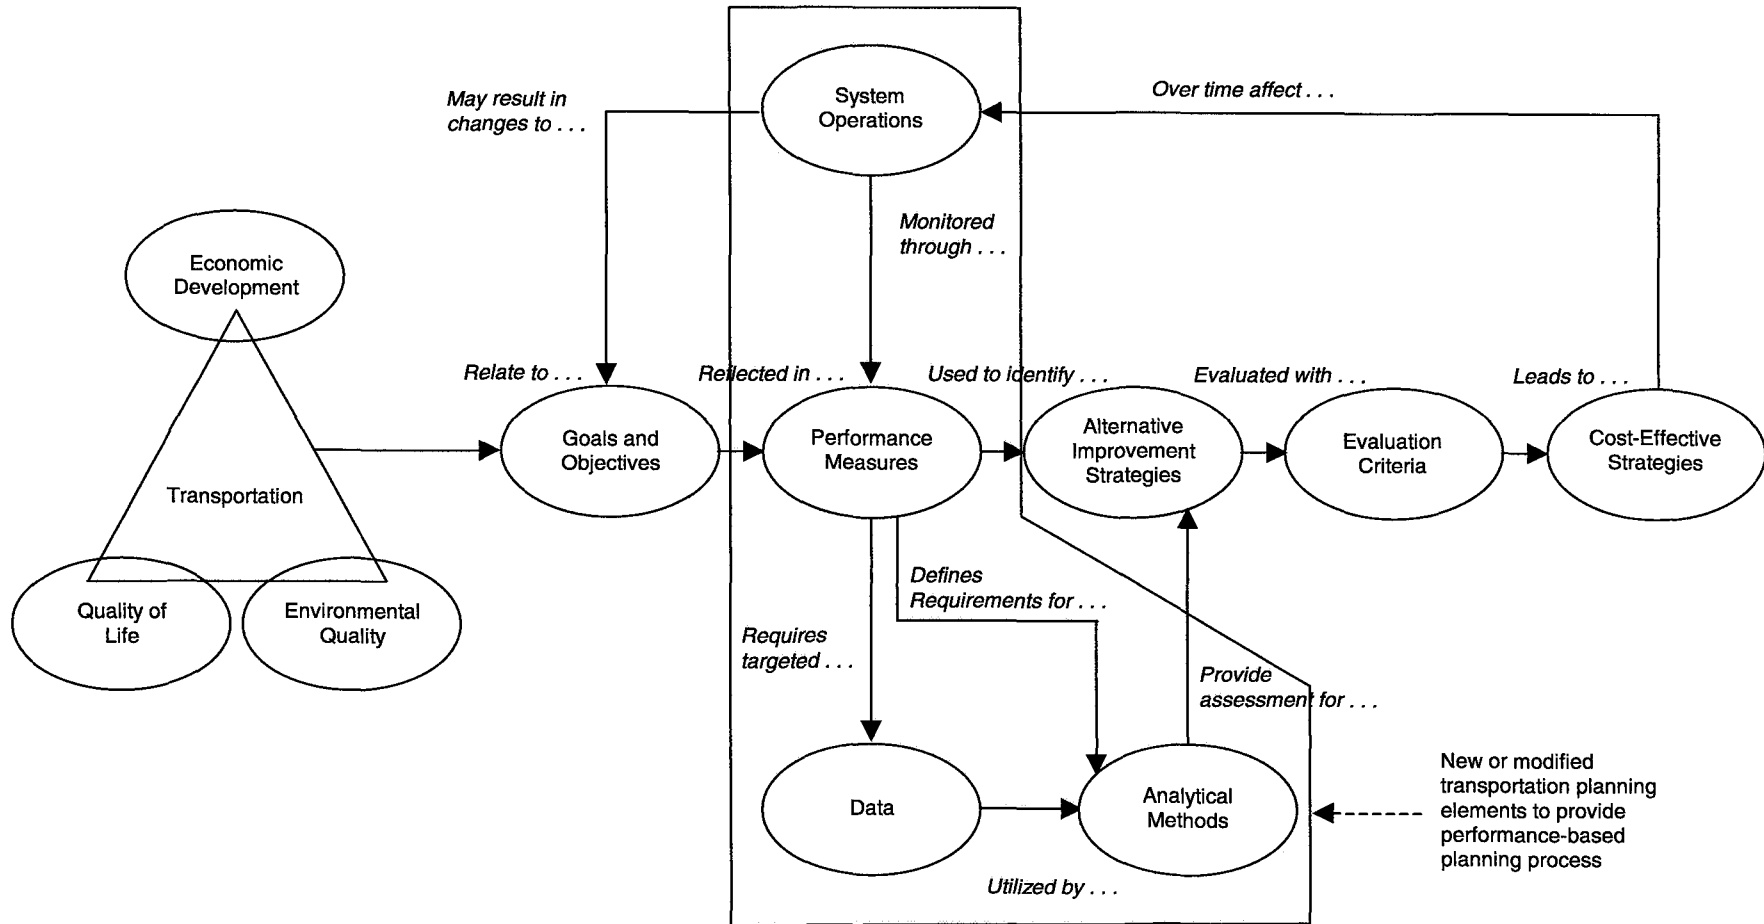 System
Operations
May result in
changes to . . .
Over time affect . . .
Monitored
through . . .
Economic
Development
Relate to . . .
Reflected in . . .
Used to identify . . .
Evaluated with . . .
Leads to . . .
Goals and
Objectives
Performance
Measures
Alternative
Improvement
Strategies
Evaluation
Criteria
Cost-Effective
Strategies
Transportation
Quality of
Life
Environmental
Quality
Defines
Requirements for . . .
Requires
targeted . . .
Provide
assessment for . . .
Data
Analytical
Methods
New or modified
transportation planning
elements to provide
performance-based
planning process
Utilized by . . .